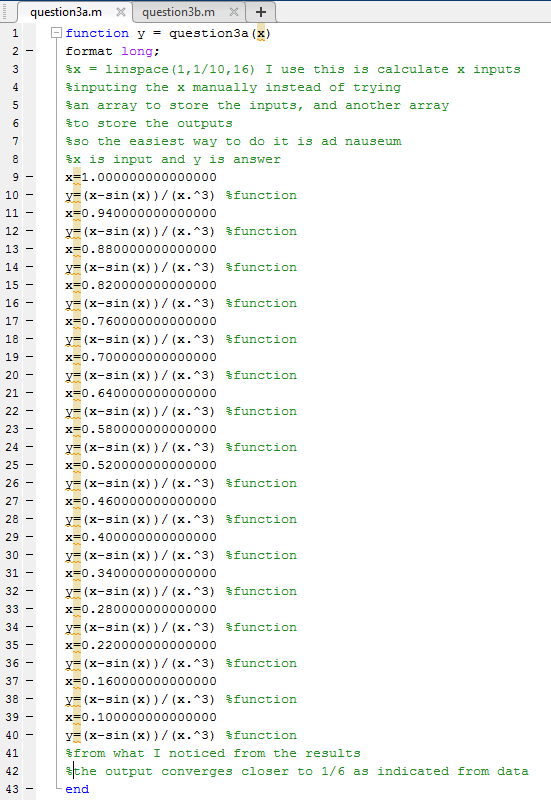 question3a.m × question3b.m × +
1 function y = question3a(x)
2 – format long;
3 %x = linspace(1,1/10,16) I use this is calculate x inputs
4 %inputing the x manually instead of trying
5 %an array to store the inputs, and another array
6 %to store the outputs
7 %so the easiest way to do it is ad nauseum
8 %x is input and y is answer
9 – x=1.000000000000000
10 – y=(x-sin(x))/(x.^3) %function
11 – x=0.940000000000000
12 – y=(x-sin(x))/(x.^3) %function
13 – x=0.880000000000000
14 – y=(x-sin(x))/(x.^3) %function
15 – x=0.820000000000000
16 – y=(x-sin(x))/(x.^3) %function
17 – x=0.760000000000000
18 – y=(x-sin(x))/(x.^3) %function
19 – x=0.700000000000000
20 – y=(x-sin(x))/(x.^3) %function
21 – x=0.640000000000000
22 – y=(x-sin(x))/(x.^3) %function
23 – x=0.580000000000000
24 – y=(x-sin(x))/(x.^3) %function
25 – x=0.520000000000000
26 – y=(x-sin(x))/(x.^3) %function
27 – x=0.460000000000000
28 – y=(x-sin(x))/(x.^3) %function
29 – x=0.400000000000000
30 – y=(x-sin(x))/(x.^3) %function
31 – x=0.340000000000000
32 – y=(x-sin(x))/(x.^3) %function
33 – x=0.280000000000000
34 – y=(x-sin(x))/(x.^3) %function
35 – x=0.220000000000000
36 – y=(x-sin(x))/(x.^3) %function
37 – x=0.160000000000000
38 – y=(x-sin(x))/(x.^3) %function
39 – x=0.100000000000000
40 – y=(x-sin(x))/(x.^3) %function
41 %from what I noticed from the results
42 %the output converges closer to 1/6 as indicated from data
43 – end